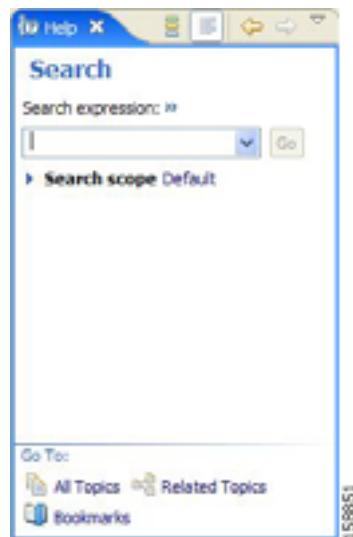 Help
Search
Search expression: »
Go
Search scope Default
Go To:
All Topics Related Topics
Bookmarks
158851